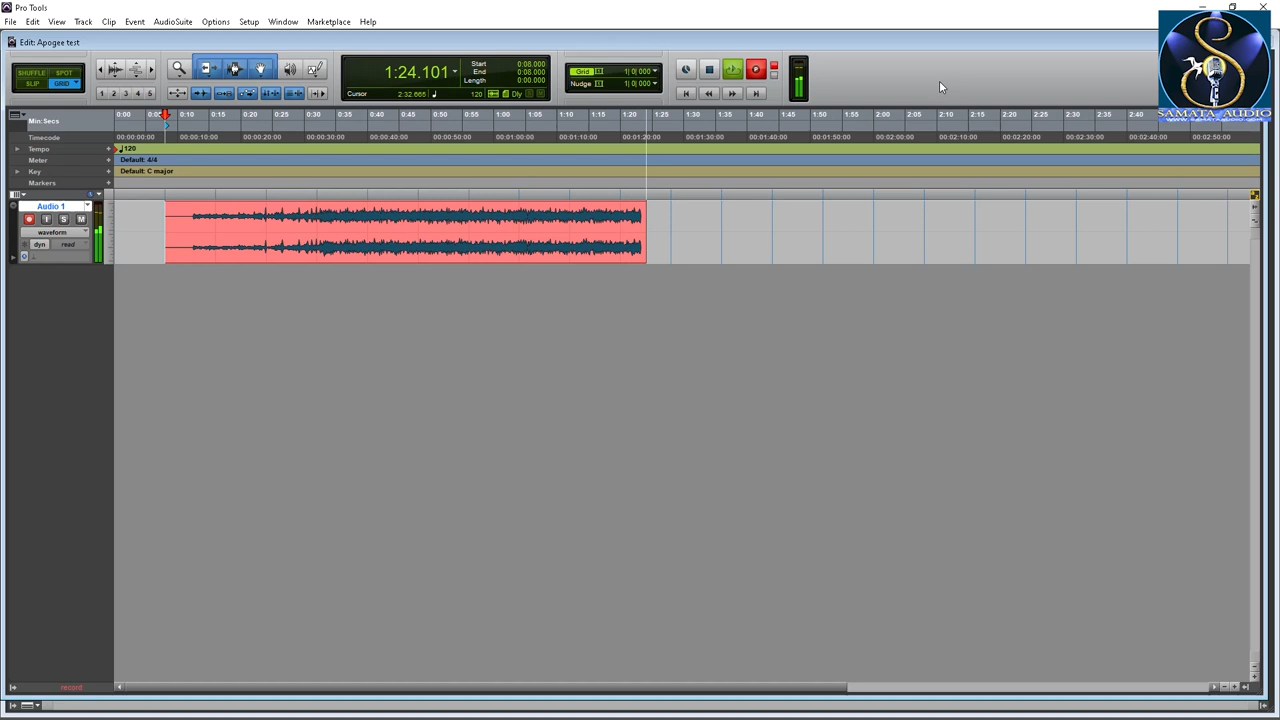 Pro Tools
File Edit View Track Clip Event AudioSuite Options Setup Window Marketplace Help
Edit: Apogee test
SHUFFLE SPOT
SLIP GRID
1 2 3 4 5
1:24.101
Start 0:08.000
End 0:08.000
Length 0:00.000
Cursor 2:32.665 120 Dly
Grid 1| 0| 000
Nudge 1| 0| 000
SAMATA AUDIO
Min:Secs 0:00 0:10 0:15 0:20 0:25 0:30 0:35 0:40 0:45 0:50 0:55 1:00 1:05 1:10 1:15 1:20 1:25 1:30 1:35 1:40 1:45 1:50 1:55 2:00 2:05 2:10 2:15 2:20 2:25 2:30 2:35 2:40
Timecode 00:00:00:00 00:00:10:00 00:00:20:00 00:00:30:00 00:00:40:00 00:00:50:00 00:01:00:00 00:01:10:00 00:01:20:00 00:01:30:00 00:01:40:00 00:01:50:00 00:02:00:00 00:02:10:00 00:02:20:00 00:02:30:00 00:02:40:00 00:02:50:00
Tempo 120
Meter Default: 4/4
Key Default: C major
Markers
Audio 1
I S M
waveform
dyn read
record